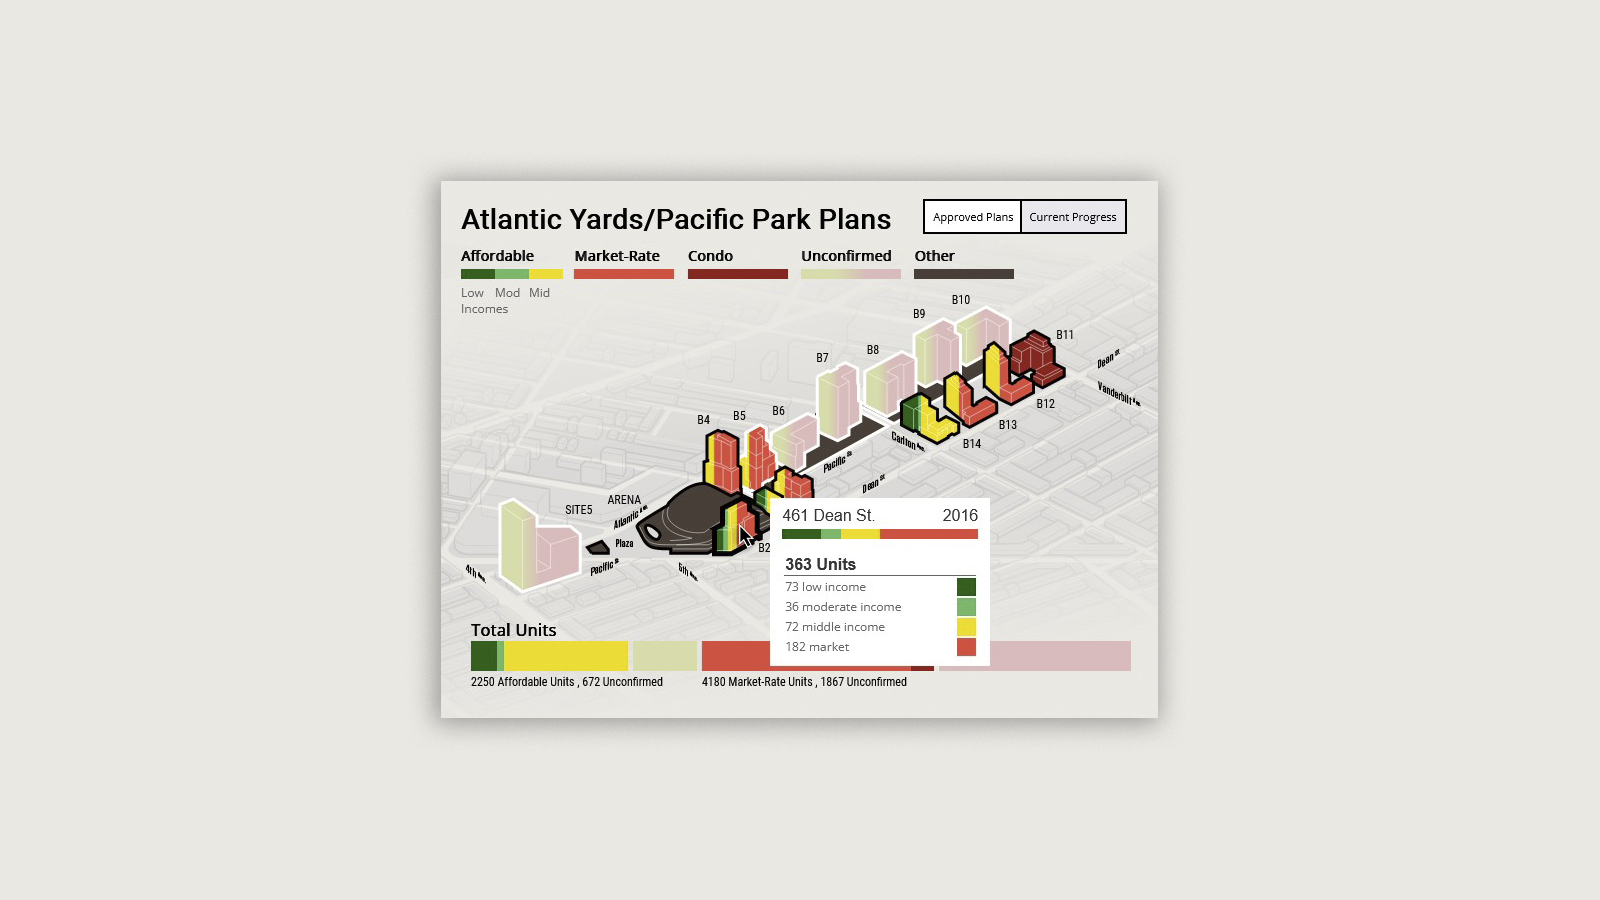 Atlantic Yards/Pacific Park Plans
Approved Plans
Current Progress
Affordable
Market-Rate
Condo
Unconfirmed
Other
Low Mod Mid
Incomes
B10
B9
B11
B8
B7
Dean St
Vanderbilt Ave.
B12
B6
B5
B4
B13
Carlton Ave.
B14
Pacific St
Dean St
ARENA
SITE5
Atlantic Ave
Plaza
B2
Pacific St
4th Ave.
6th Ave.
461 Dean St. 2016
363 Units
73 low income
36 moderate income
72 middle income
182 market
Total Units
2250 Affordable Units , 672 Unconfirmed
4180 Market-Rate Units , 1867 Unconfirmed